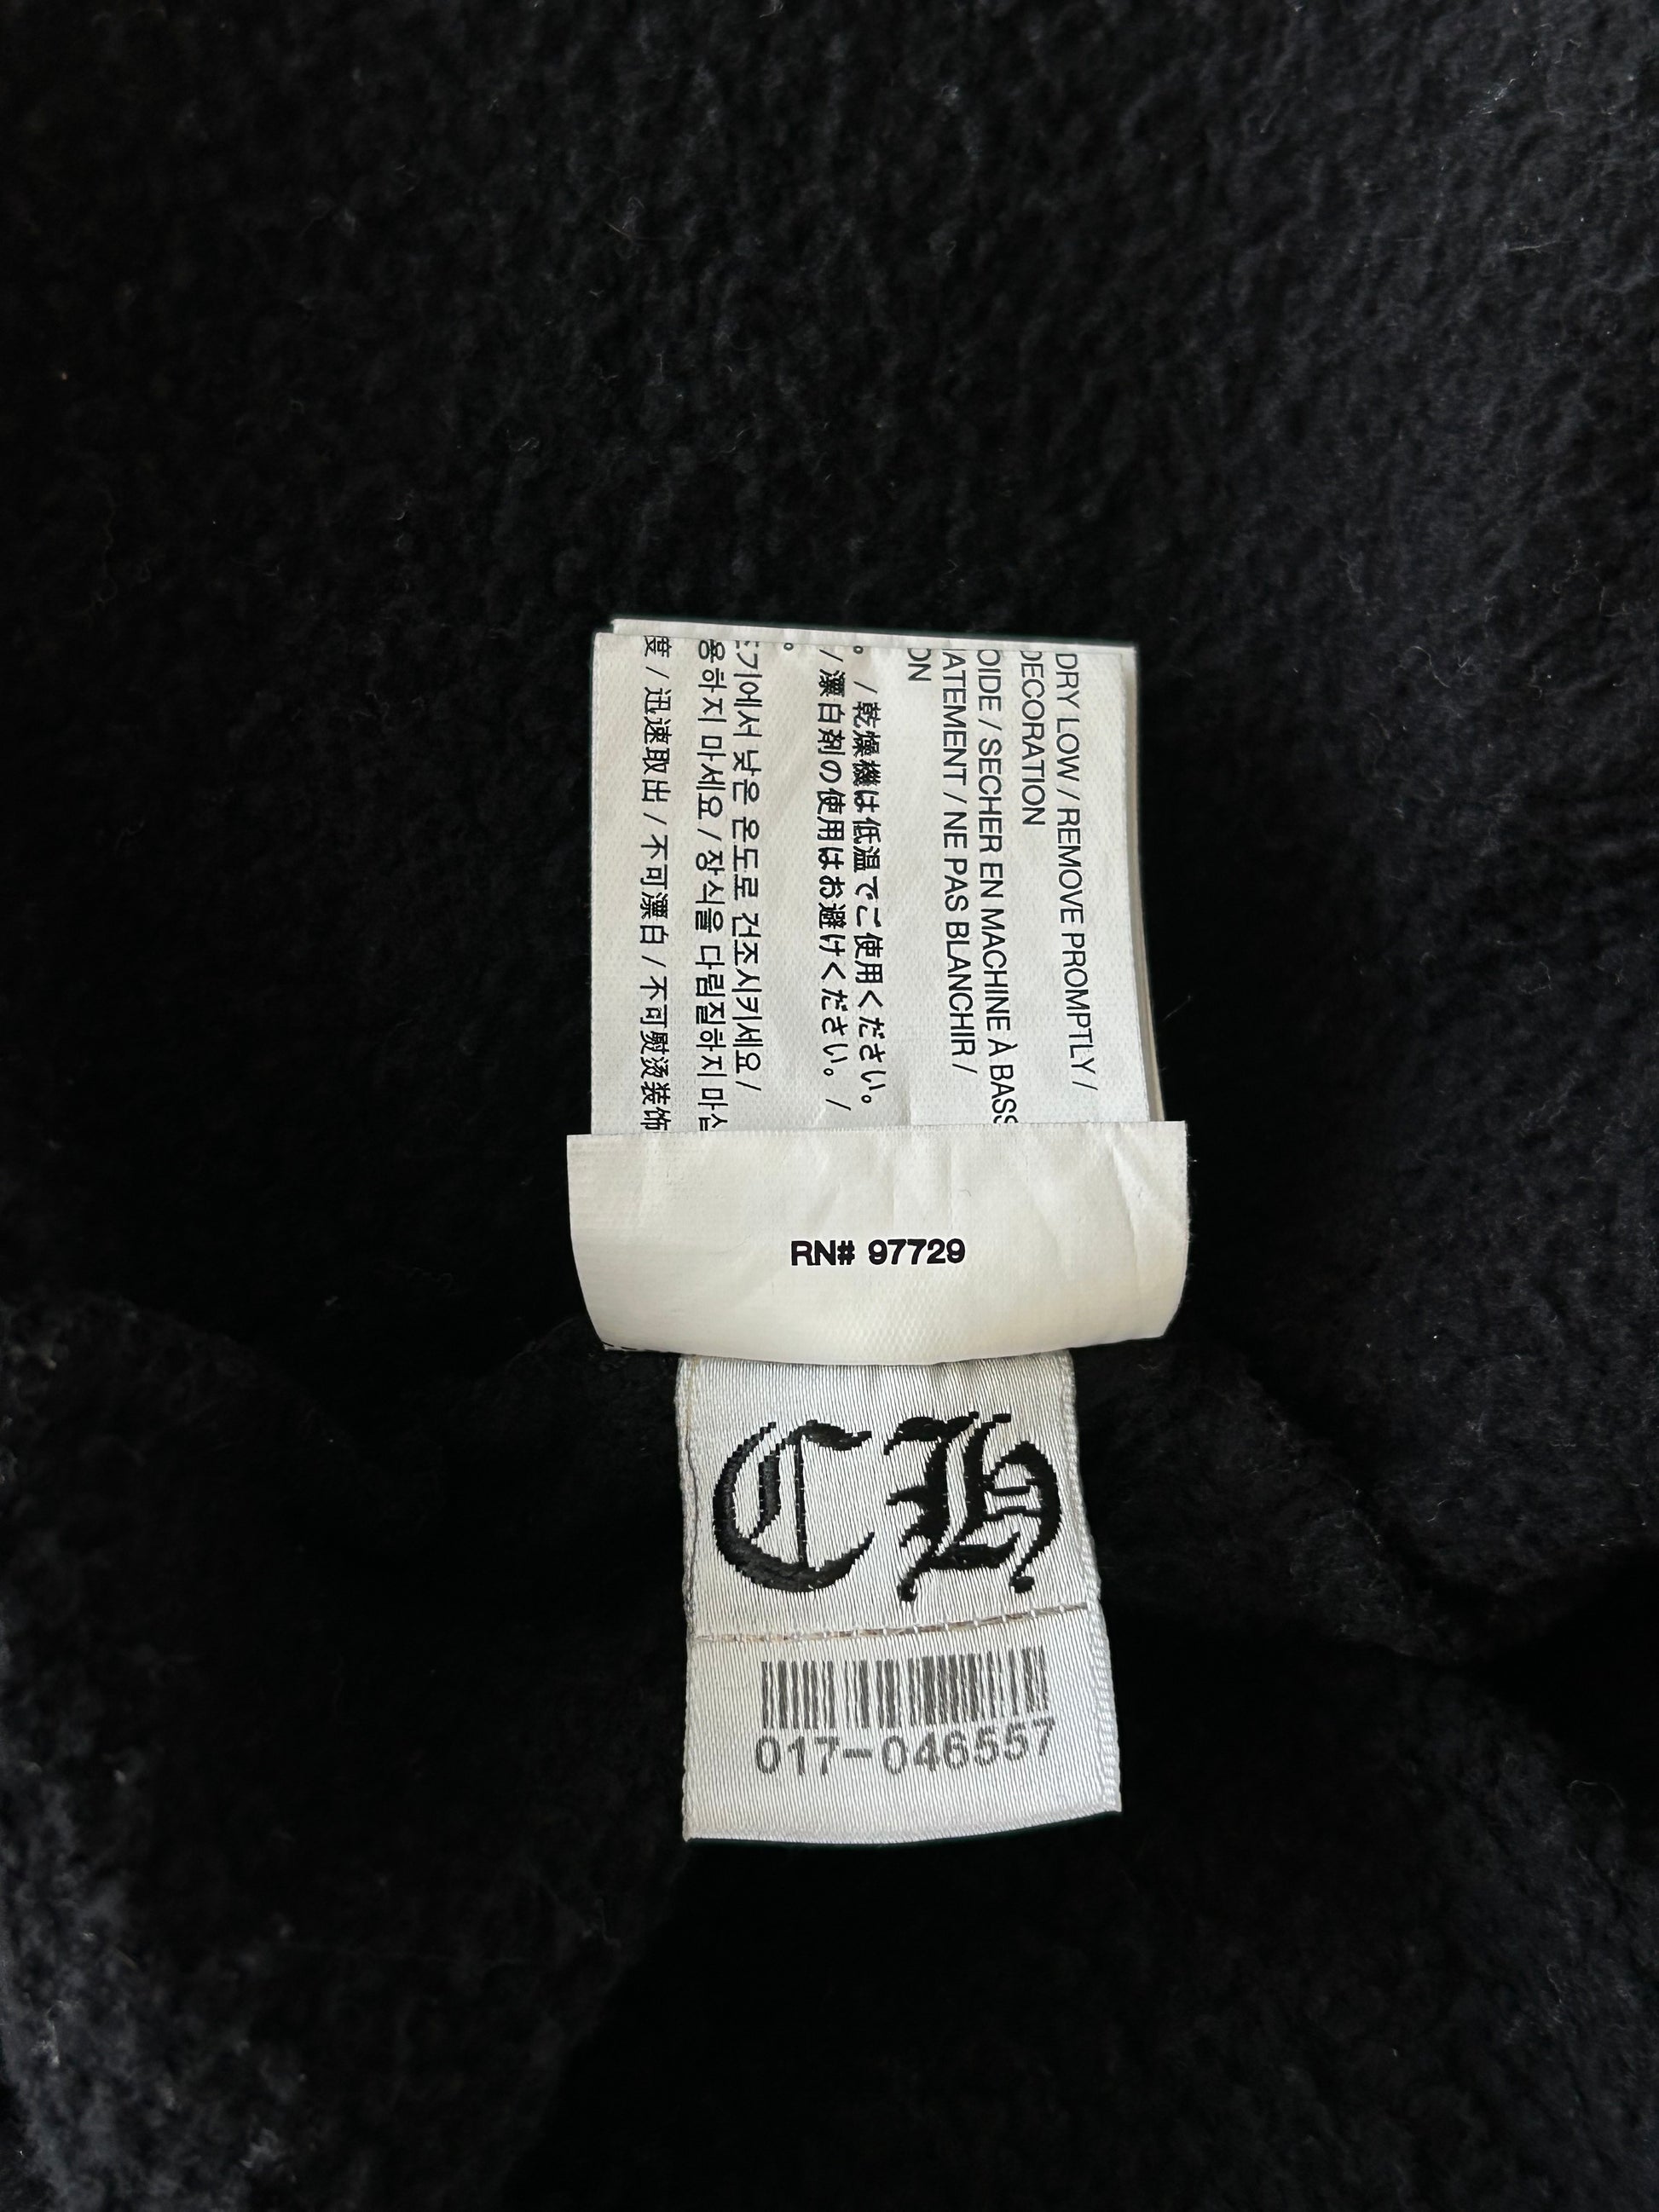 DRY LOW / REMOVE PROMPTLY /
DECORATION
OIDE / SECHER EN MACHINE À BASS
ATEMENT / NE PAS BLANCHIR /
ON
。 / 乾燥機は低温でご使用ください。
/ 漂白剤の使用はお避けください。 /
。
기에서 낮은 온도로 건조시키세요 /
용하지 마세요 / 장식을 다림질하지 마십
度 / 迅速取出 / 不可漂白 / 不可熨烫装饰
RN# 97729
CH
017-046557